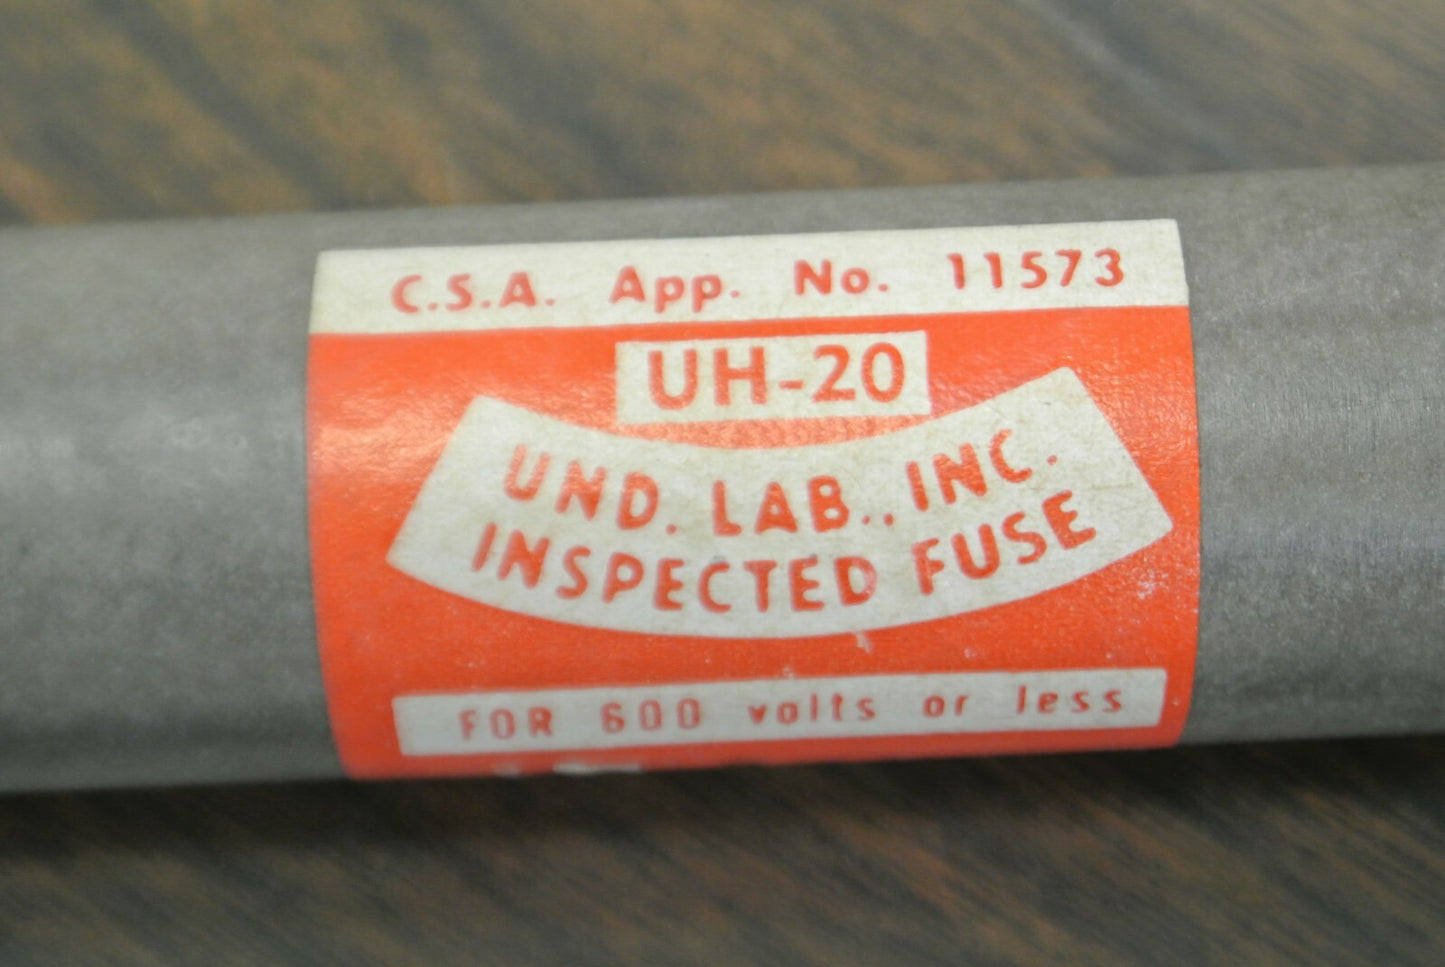 C.S.A. App. No. 11573
UH-20
UND. LAB., INC.
INSPECTED FUSE
FOR 600 volts or less